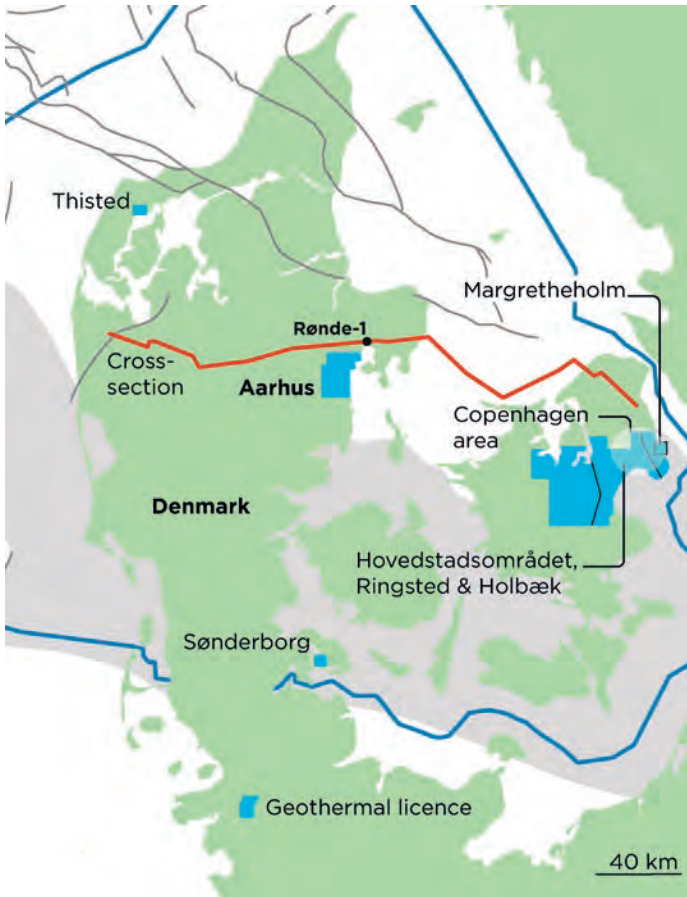 Thisted
Margretheholm
Rønde-1
Cross-
section
Aarhus
Copenhagen
area
Denmark
Hovedstadsområdet,
Ringsted & Holbæk
Sønderborg
Geothermal licence
40 km